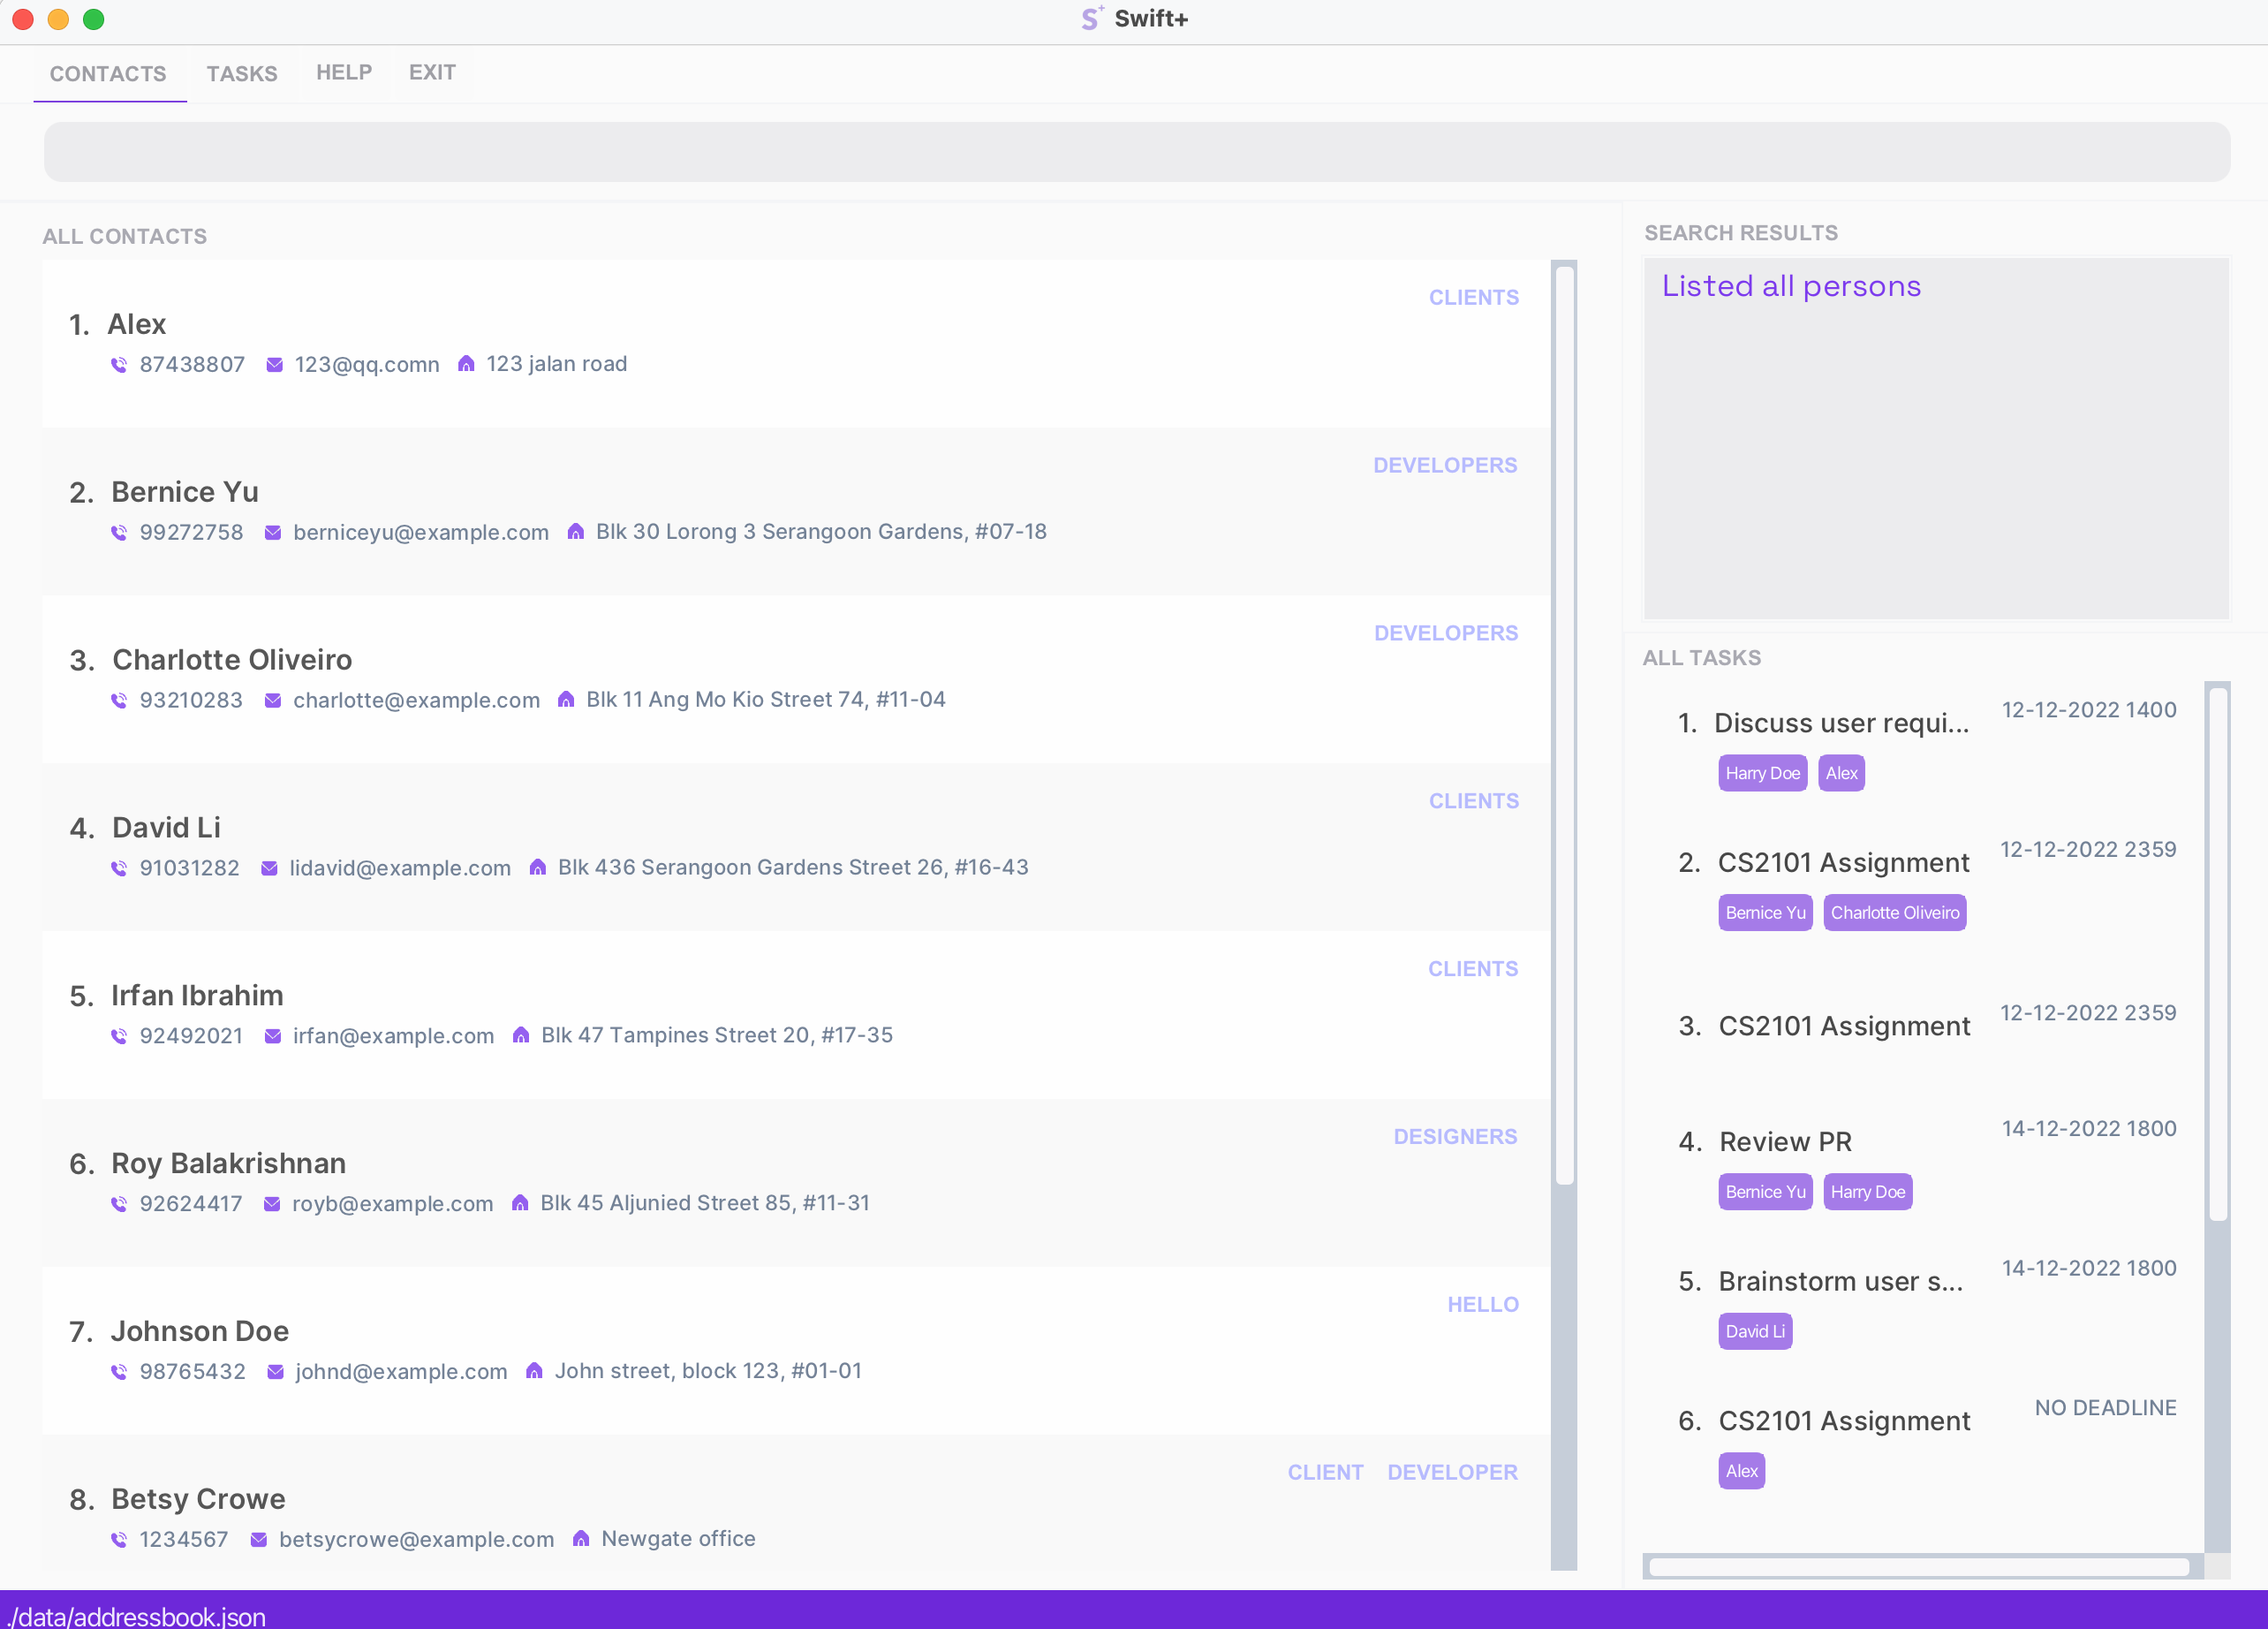 S+ Swift+
CONTACTS TASKS HELP EXIT
ALL CONTACTS
CLIENTS
1. Alex
87438807 123@qq.comn 123 jalan road
DEVELOPERS
2. Bernice Yu
99272758 berniceyu@example.com Blk 30 Lorong 3 Serangoon Gardens, #07-18
DEVELOPERS
3. Charlotte Oliveiro
93210283 charlotte@example.com Blk 11 Ang Mo Kio Street 74, #11-04
CLIENTS
4. David Li
91031282 lidavid@example.com Blk 436 Serangoon Gardens Street 26, #16-43
CLIENTS
5. Irfan Ibrahim
92492021 irfan@example.com Blk 47 Tampines Street 20, #17-35
DESIGNERS
6. Roy Balakrishnan
92624417 royb@example.com Blk 45 Aljunied Street 85, #11-31
HELLO
7. Johnson Doe
98765432 johnd@example.com John street, block 123, #01-01
CLIENT DEVELOPER
8. Betsy Crowe
1234567 betsycrowe@example.com Newgate office
SEARCH RESULTS
Listed all persons
ALL TASKS
1. Discuss user requi... 12-12-2022 1400
Harry Doe Alex
2. CS2101 Assignment 12-12-2022 2359
Bernice Yu Charlotte Oliveiro
3. CS2101 Assignment 12-12-2022 2359
4. Review PR 14-12-2022 1800
Bernice Yu Harry Doe
5. Brainstorm user s... 14-12-2022 1800
David Li
6. CS2101 Assignment NO DEADLINE
Alex
./data/addressbook.json